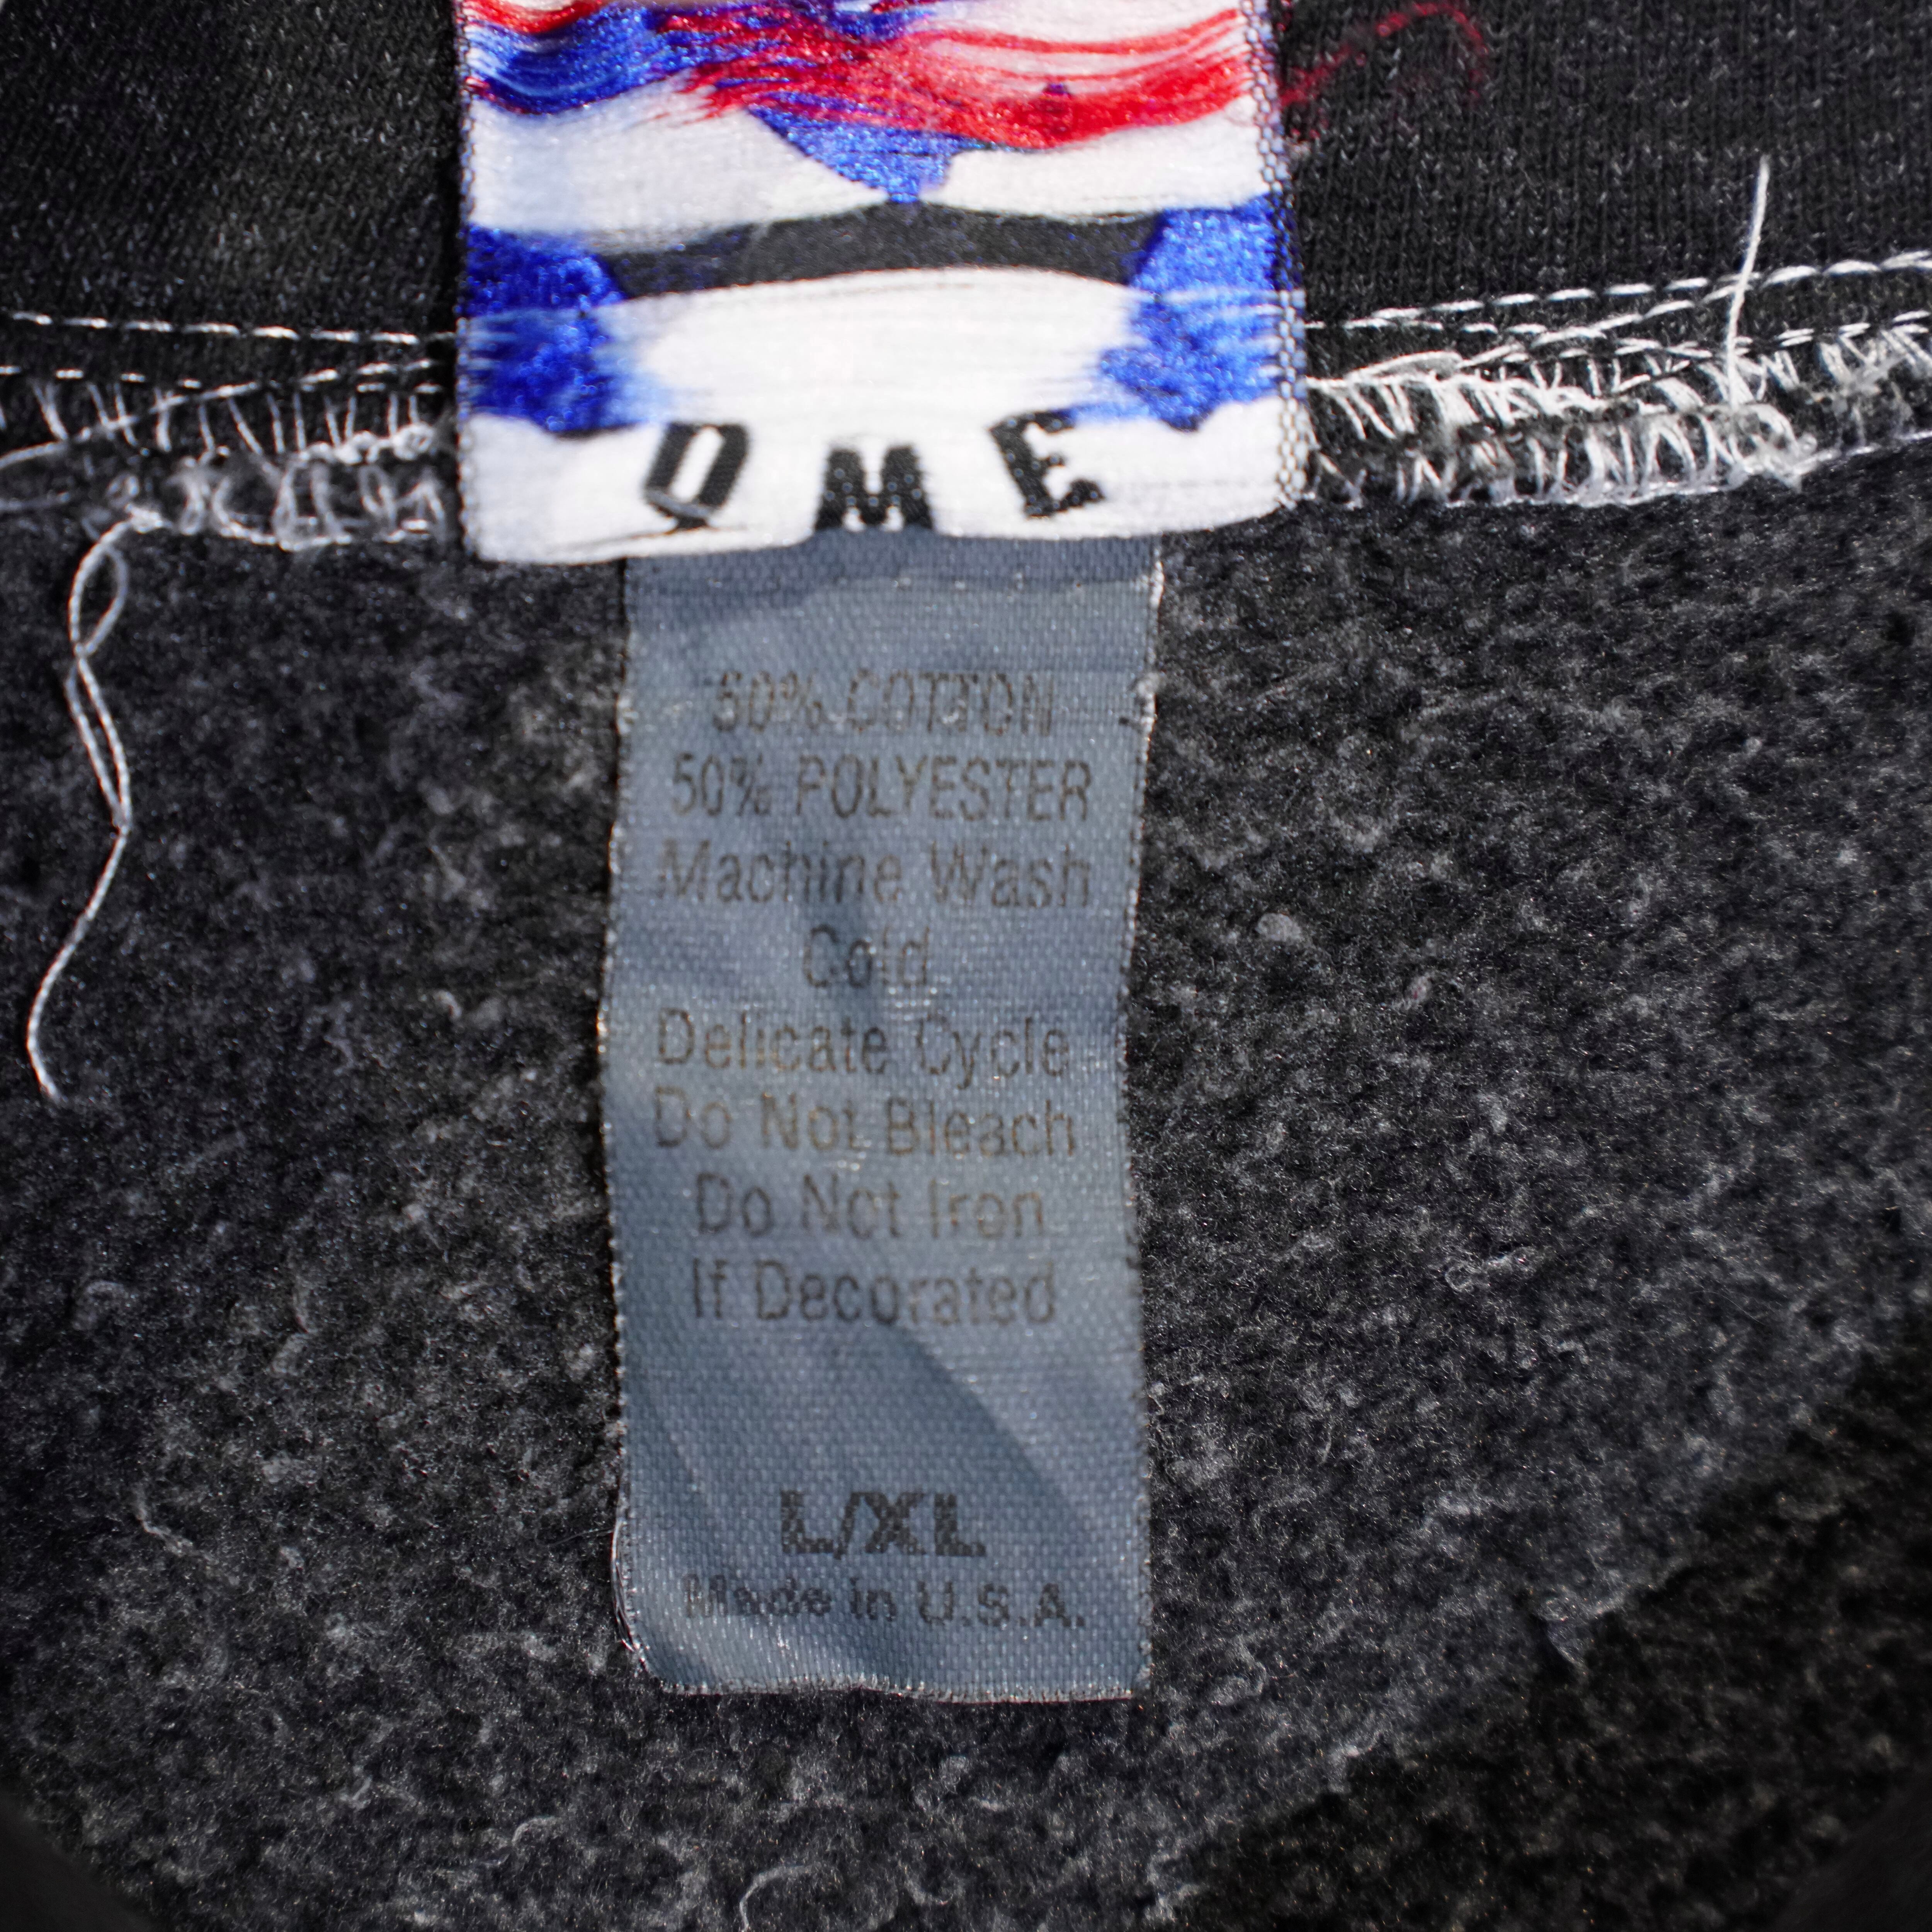 OME
50% COTTON
50% POLYESTER
Machine Wash
Cold
Delicate Cycle
Do Not Bleach
Do Not Iron
If Decorated
L/XL
Made in U.S.A.